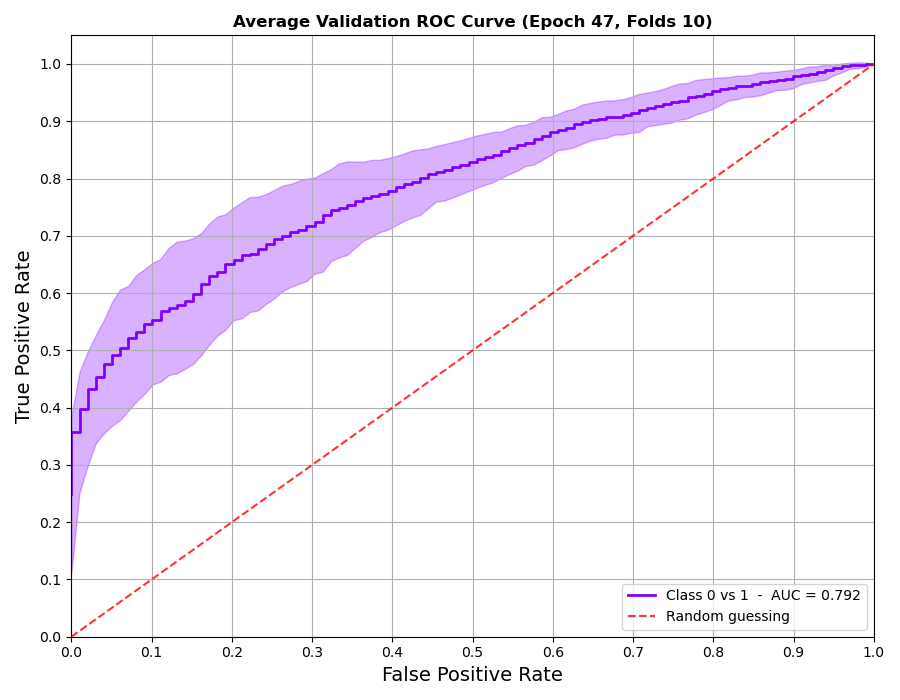 Average Validation ROC Curve (Epoch 47, Folds 10)
True Positive Rate
1.0
0.9
0.8
0.7
0.6
0.5
0.4
0.3
0.2
0.1
0.0
Class 0 vs 1 - AUC = 0.792
Random guessing
0.0 0.1 0.2 0.3 0.4 0.5 0.6 0.7 0.8 0.9 1.0
False Positive Rate